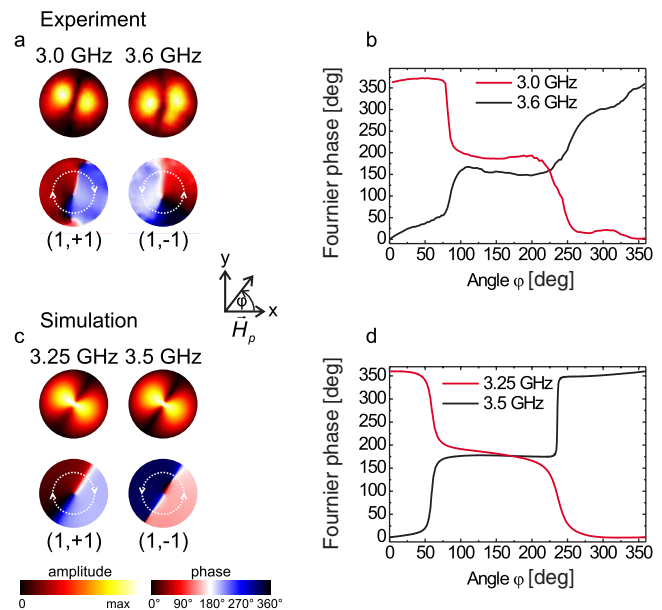 Experiment
a
3.0 GHz 3.6 GHz
(1,+1) (1,-1)
b
Fournier phase [deg]
350
300
250
200
150
100
50
0
3.0 GHz
3.6 GHz
0 50 100 150 200 250 300 350
Angle φ [deg]
y
φ
x
H⃗p
Simulation
c
3.25 GHz 3.5 GHz
(1,+1) (1,-1)
amplitude
0 max
phase
0° 90° 180° 270° 360°
d
Fournier phase [deg]
350
300
250
200
150
100
50
0
3.25 GHz
3.5 GHz
0 50 100 150 200 250 300 350
Angle φ [deg]